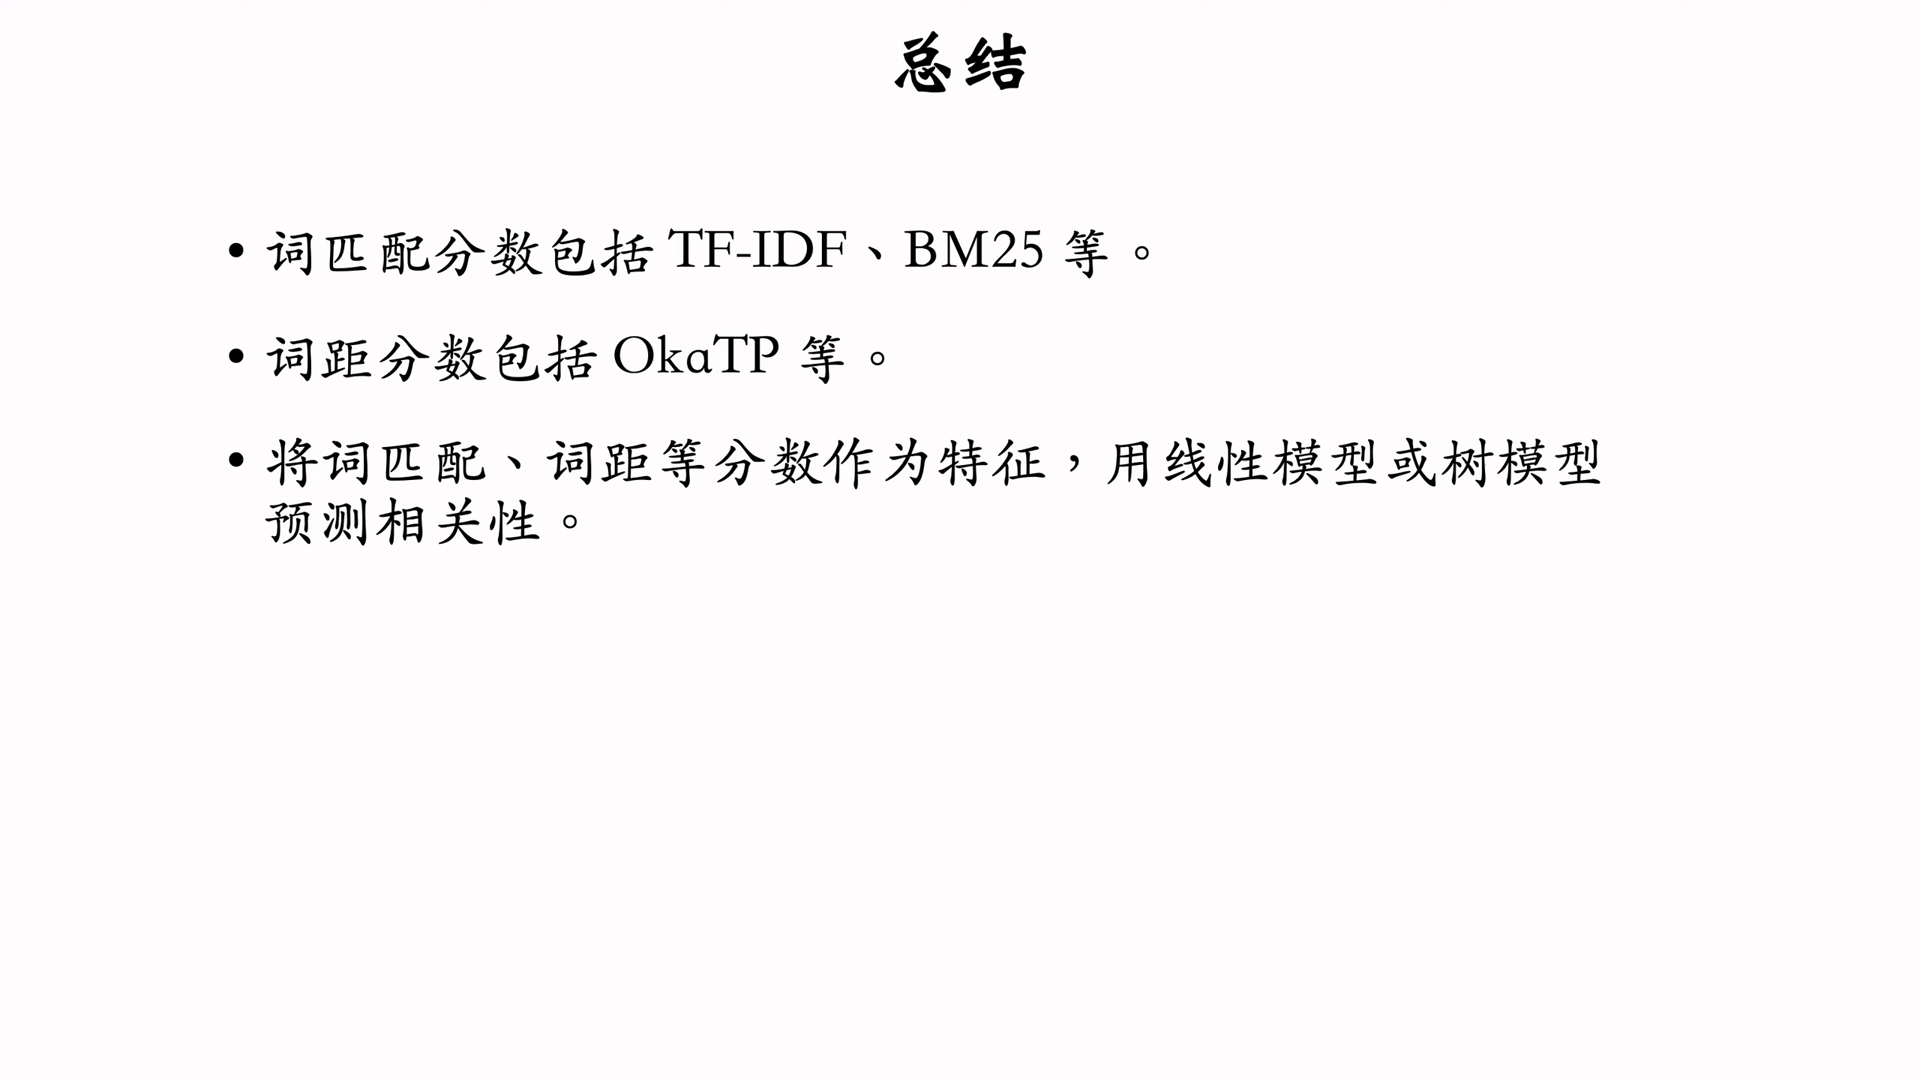 总结
• 词匹配分数包括 TF-IDF、BM25 等。
• 词距分数包括 OkaTP 等。
• 将词匹配、词距等分数作为特征，用线性模型或树模型
预测相关性。